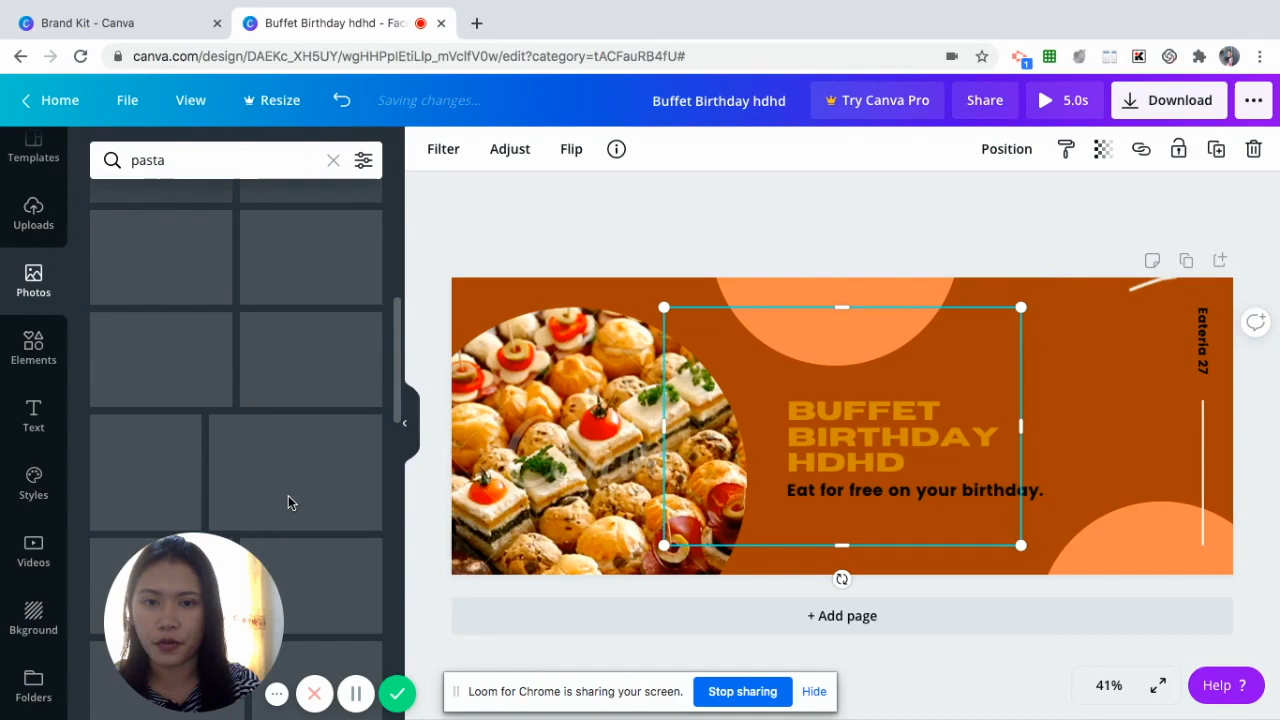 Brand Kit - Canva
Buffet Birthday hdhd - Fac
canva.com/design/DAEKc_XH5UY/wgHHPpIEtiLIp_mVclfV0w/edit?category=tACFauRB4fU#
1
Home
File
View
Resize
Saving changes...
Buffet Birthday hdhd
Try Canva Pro
Share
5.0s
Download
Templates
Uploads
Photos
Elements
Text
Styles
Videos
Bkground
Folders
pasta
Filter
Adjust
Flip
Position
BUFFET
BIRTHDAY
HDHD
Eat for free on your birthday.
Eateria 27
+ Add page
Loom for Chrome is sharing your screen.
Stop sharing
Hide
41%
Help ?